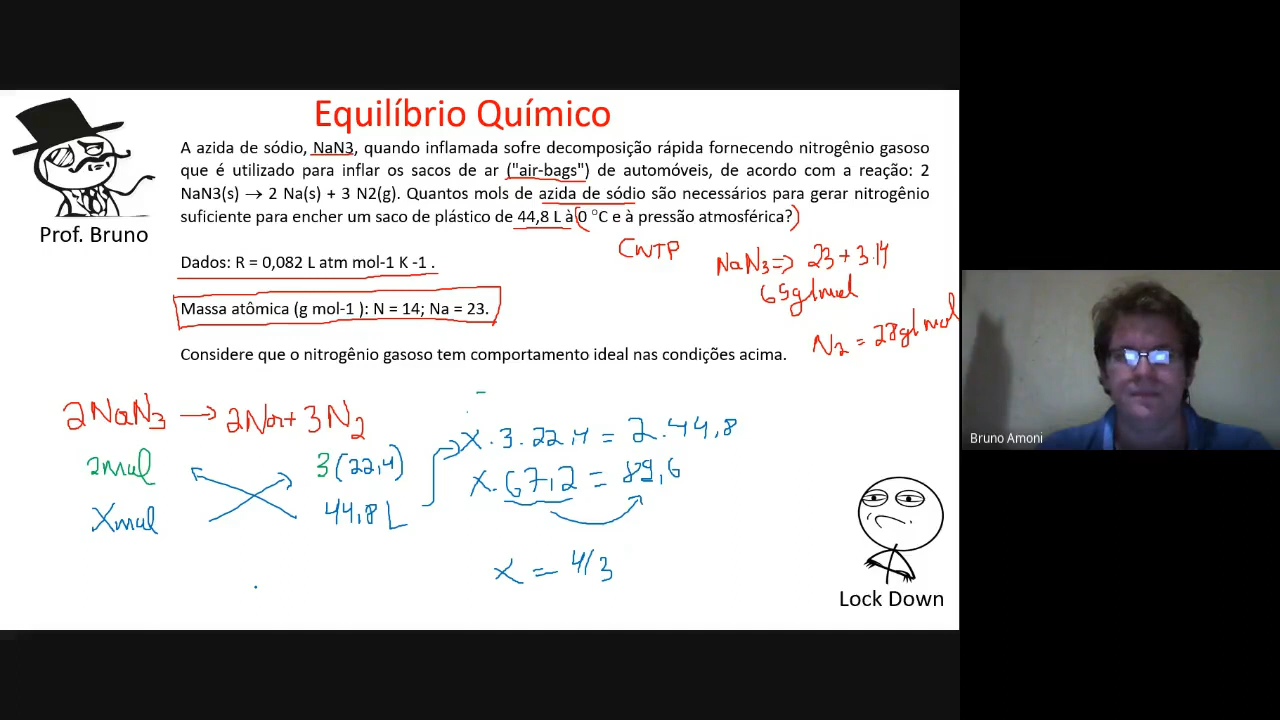 Equilíbrio Químico
A azida de sódio, NaN3, quando inflamada sofre decomposição rápida fornecendo nitrogênio gasoso
que é utilizado para inflar os sacos de ar ("air-bags") de automóveis, de acordo com a reação: 2
NaN3(s) → 2 Na(s) + 3 N2(g). Quantos mols de azida de sódio são necessários para gerar nitrogênio
suficiente para encher um saco de plástico de 44,8 L à 0 °C e à pressão atmosférica?
Prof. Bruno
CNTP
NaN3 => 23 + 3.14
65g/mol
N2 = 28g/mol
Dados: R = 0,082 L atm mol-1 K -1 .
Massa atômica (g mol-1 ): N = 14; Na = 23.
Considere que o nitrogênio gasoso tem comportamento ideal nas condições acima.
2NaN3 → 2Na + 3N2
2mol 3(22,4)
Xmol 44,8L
X.3.22,4 = 2.44,8
X.67,2 = 89,6
x = 4/3
Lock Down
Bruno Amoni